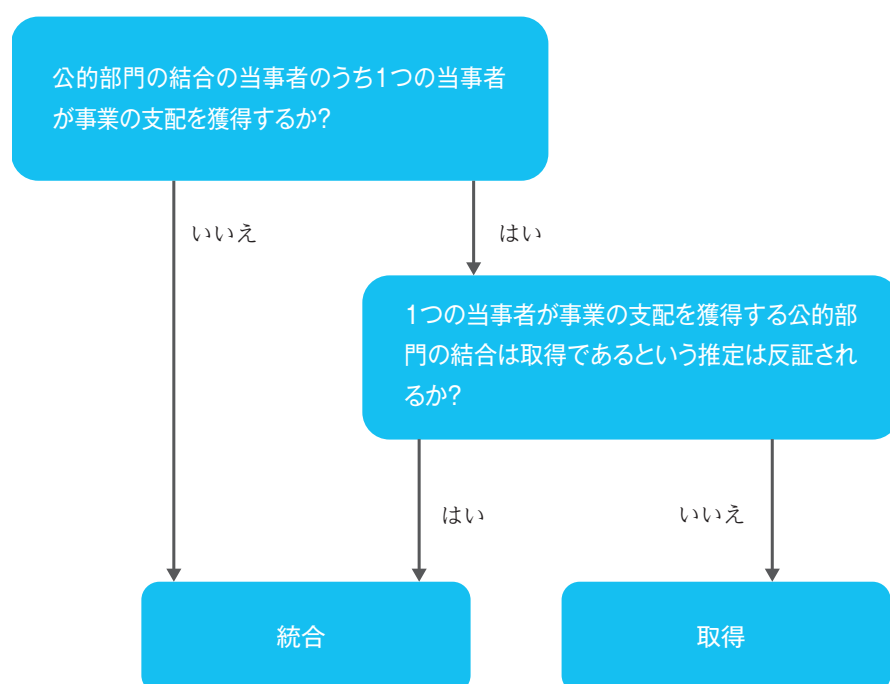 公的部門の結合の当事者のうち1つの当事者
が事業の支配を獲得するか?
いいえ
はい
1つの当事者が事業の支配を獲得する公的部
門の結合は取得であるという推定は反証され
るか?
はい
いいえ
統合
取得